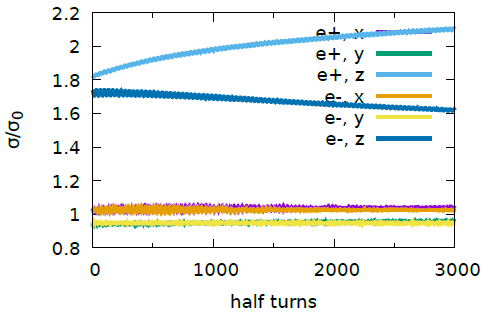 2.2
2
1.8
1.6
1.4
1.2
1
0.8
σ/σ0
e+, x
e+, y
e+, z
e-, x
e-, y
e-, z
0
1000
2000
3000
half turns